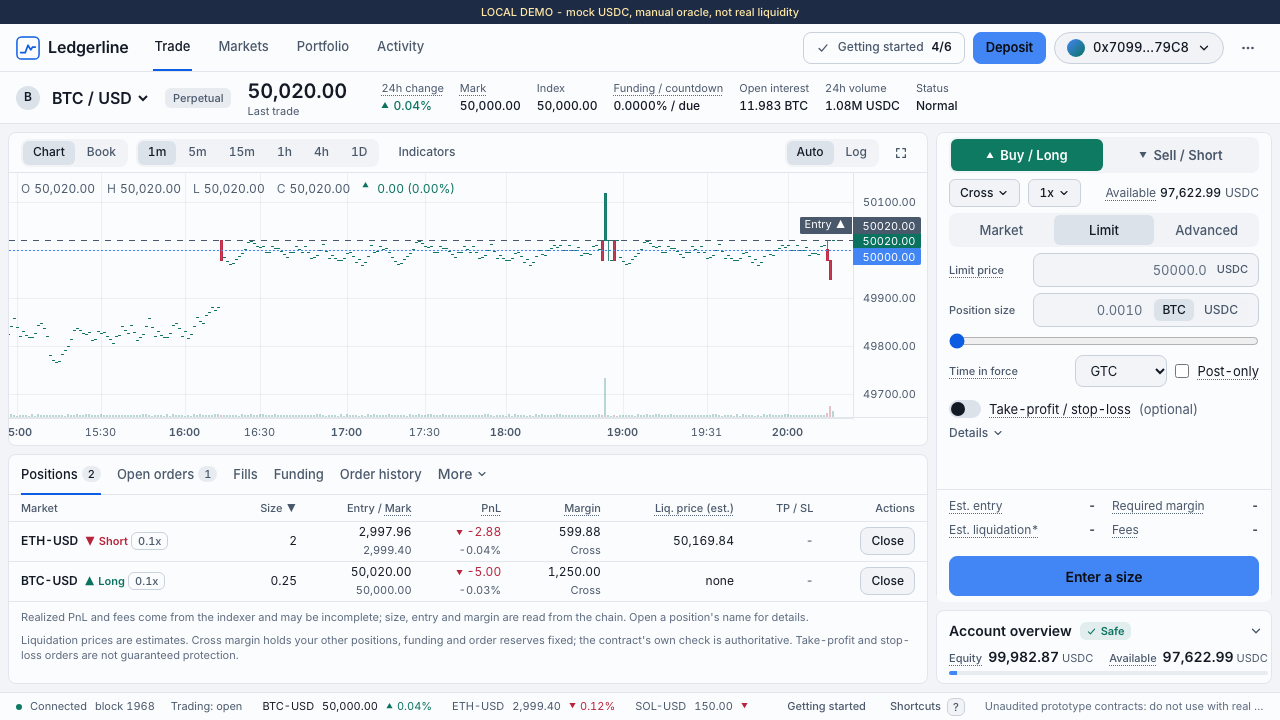 LOCAL DEMO - mock USDC, manual oracle, not real liquidity
Ledgerline Trade Markets Portfolio Activity Getting started 4/6 Deposit 0x7099...79C8
B BTC / USD Perpetual 50,020.00 Last trade
24h change Mark Index Funding / countdown Open interest 24h volume Status
0.04% 50,000.00 50,000.00 0.0000% / due 11.983 BTC 1.08M USDC Normal
Chart Book 1m 5m 15m 1h 4h 1D Indicators Auto Log
O 50,020.00 H 50,020.00 L 50,020.00 C 50,020.00 0.00 (0.00%)
50100.00
Entry ▲ 50020.00
50020.00
50000.00
49900.00
49800.00
49700.00
5:00 15:30 16:00 16:30 17:00 17:30 18:00 19:00 19:31 20:00
Buy / Long Sell / Short
Cross 1x Available 97,622.99 USDC
Market Limit Advanced
Limit price 50000.0 USDC
Position size 0.0010 BTC USDC
Time in force GTC Post-only
Take-profit / stop-loss (optional)
Details
Est. entry - Required margin -
Est. liquidation* - Fees -
Enter a size
Positions 2 Open orders 1 Fills Funding Order history More
Market Size ▼ Entry / Mark PnL Margin Liq. price (est.) TP / SL Actions
ETH-USD ▼ Short 0.1x 2 2,997.96 ▼ -2.88 599.88 50,169.84 - Close
2,999.40 -0.04% Cross
BTC-USD ▲ Long 0.1x 0.25 50,020.00 ▼ -5.00 1,250.00 none - Close
50,000.00 -0.03% Cross
Realized PnL and fees come from the indexer and may be incomplete; size, entry and margin are read from the chain. Open a position's name for details.
Liquidation prices are estimates. Cross margin holds your other positions, funding and order reserves fixed; the contract's own check is authoritative. Take-profit and stop-
loss orders are not guaranteed protection.
Account overview Safe
Equity 99,982.87 USDC Available 97,622.99 USDC
Connected block 1968 Trading: open BTC-USD 50,000.00 ▲ 0.04% ETH-USD 2,999.40 ▼ 0.12% SOL-USD 150.00 ▼ Getting started Shortcuts ? Unaudited prototype contracts: do not use with real ...